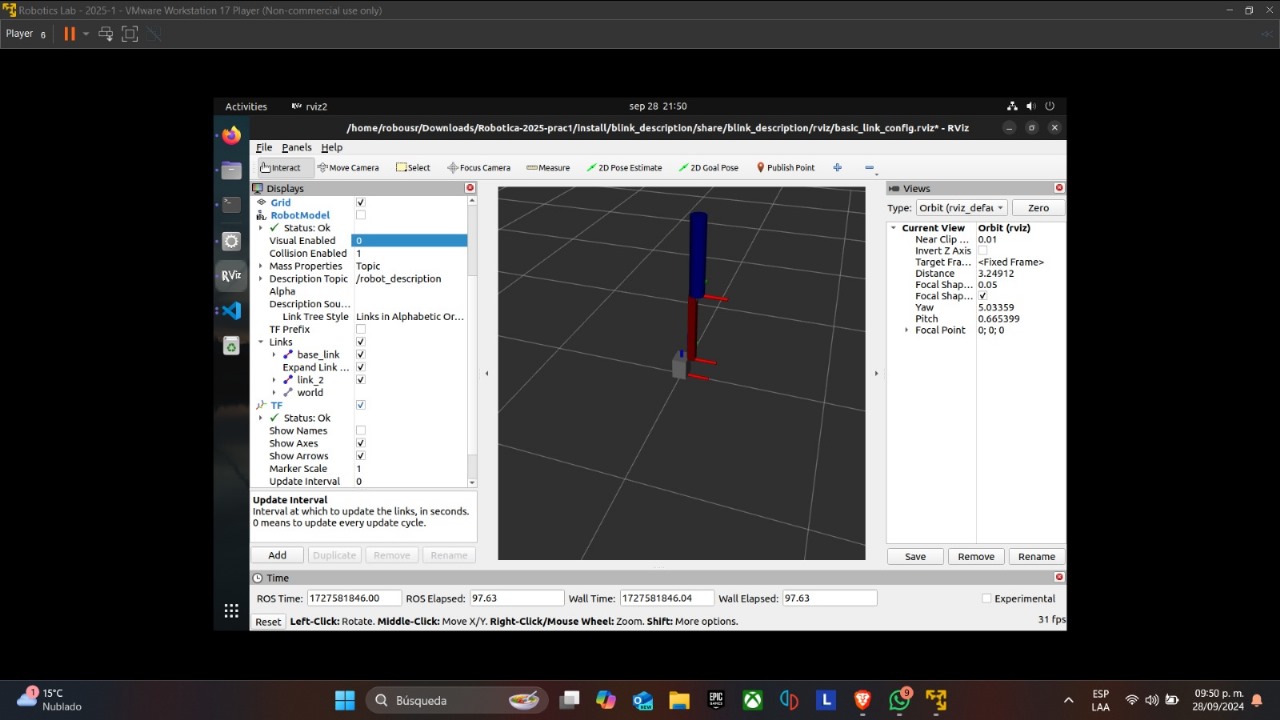 Robotics Lab - 2025-1 - VMware Workstation 17 Player (Non-commercial use only)
Player 6
Activities rviz2 sep 28 21:50
/home/robousr/Downloads/Robotica-2025-prac1/install/blink_description/share/blink_description/rviz/basic_link_config.rviz* - RViz
File Panels Help
Interact Move Camera Select Focus Camera Measure 2D Pose Estimate 2D Goal Pose Publish Point
Displays
Grid
RobotModel
Status: Ok
Visual Enabled 0
Collision Enabled 1
Mass Properties Topic
Description Topic /robot_description
Alpha
Description Sou...
Link Tree Style Links in Alphabetic Or...
TF Prefix
Links
base_link
Expand Link ...
link_2
world
TF
Status: Ok
Show Names
Show Axes
Show Arrows
Marker Scale 1
Update Interval 0
Update Interval
Interval at which to update the links, in seconds.
0 means to update every update cycle.
Add Duplicate Remove Rename
Views
Type: Orbit (rviz_defau Zero
Current View Orbit (rviz)
Near Clip ... 0.01
Invert Z Axis
Target Fra... <Fixed Frame>
Distance 3.24912
Focal Shap... 0.05
Focal Shap...
Yaw 5.03359
Pitch 0.665399
Focal Point 0; 0; 0
Save Remove Rename
Time
ROS Time: 1727581846.00 ROS Elapsed: 97.63 Wall Time: 1727581846.04 Wall Elapsed: 97.63 Experimental
Reset Left-Click: Rotate. Middle-Click: Move X/Y. Right-Click/Mouse Wheel: Zoom. Shift: More options. 31 fps
RViz
1
15°C
Nublado
Búsqueda
EPIC
GAMES
L
9
ESP
LAA
09:50 p. m.
28/09/2024